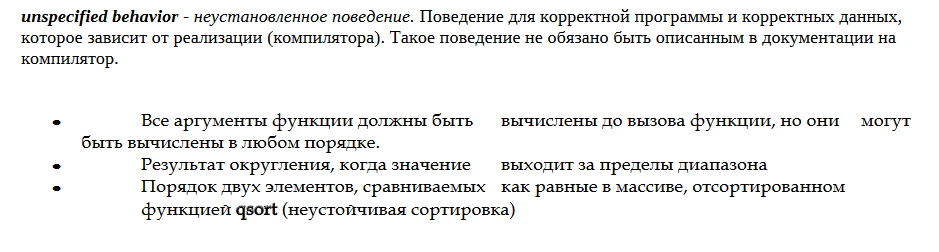 unspecified behavior - неустановленное поведение. Поведение для корректной программы и корректных данных,
которое зависит от реализации (компилятора). Такое поведение не обязано быть описанным в документации на
компилятор.
• Все аргументы функции должны быть вычислены до вызова функции, но они могут
быть вычислены в любом порядке.
• Результат округления, когда значение выходит за пределы диапазона
• Порядок двух элементов, сравниваемых как равные в массиве, отсортированном
функцией qsort (неустойчивая сортировка)